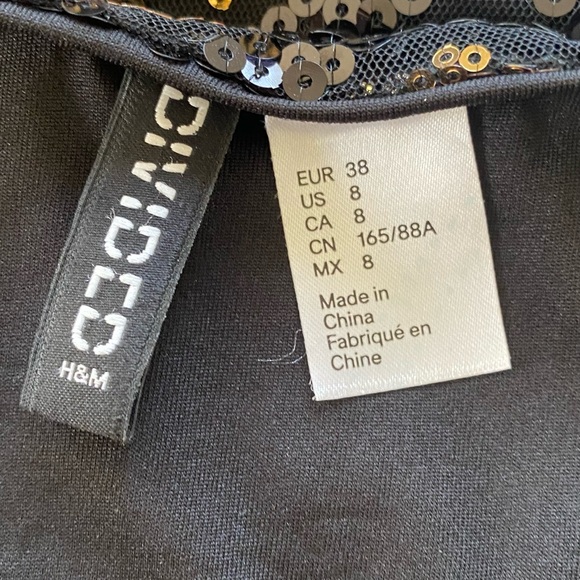 DIVIDED
H&M
EUR 38
US 8
CA 8
CN 165/88A
MX 8
Made in
China
Fabriqué en
Chine